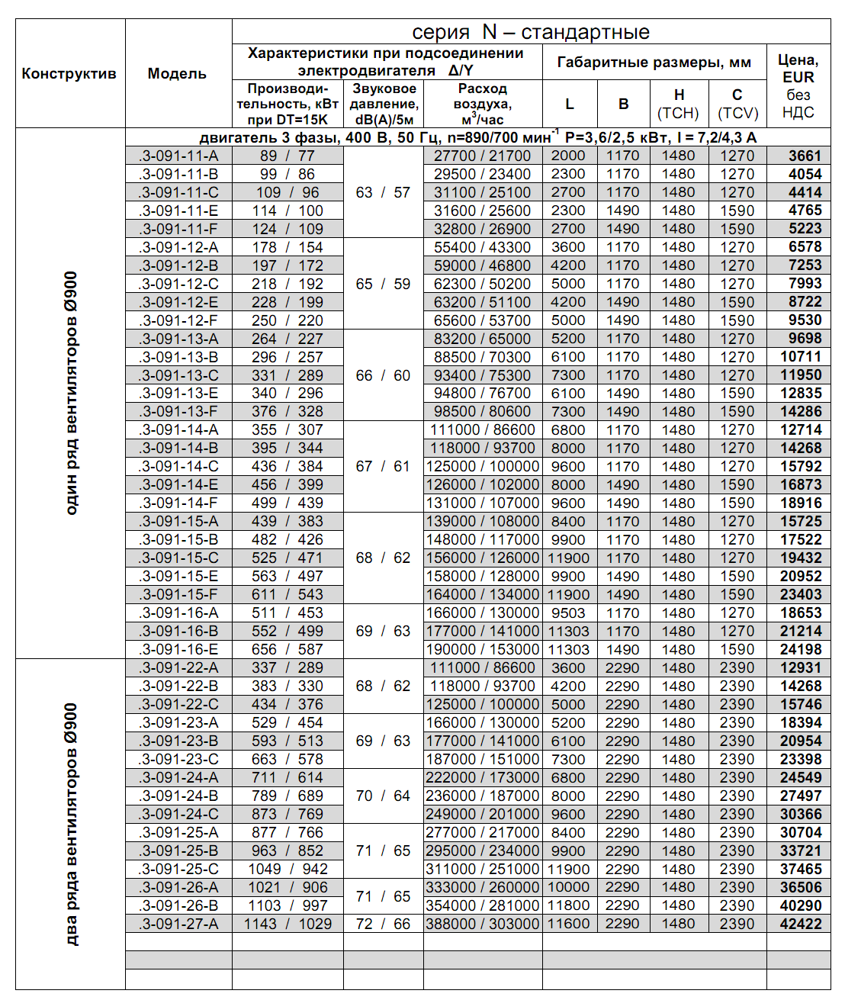 серия N – стандартные
Конструктив
Модель
Характеристики при подсоединении
электродвигателя Δ/Y
Габаритные размеры, мм
Цена,
EUR
без
НДС
Производи-
тельность, кВт
при DT=15K
Звуковое
давление,
dB(A)/5м
Расход
воздуха,
м³/час
L
B
H
(TCH)
C
(TCV)
двигатель 3 фазы, 400 В, 50 Гц, n=890/700 мин⁻¹ P=3,6/2,5 кВт, I = 7,2/4,3 А
один ряд вентиляторов Ø900
.3-091-11-A 89 / 77 27700 / 21700 2000 1170 1480 1270 3661
.3-091-11-B 99 / 86 29500 / 23400 2300 1170 1480 1270 4054
.3-091-11-C 109 / 96 63 / 57 31100 / 25100 2700 1170 1480 1270 4414
.3-091-11-E 114 / 100 31600 / 25600 2300 1490 1480 1590 4765
.3-091-11-F 124 / 109 32800 / 26900 2700 1490 1480 1590 5223
.3-091-12-A 178 / 154 55400 / 43300 3600 1170 1480 1270 6578
.3-091-12-B 197 / 172 59000 / 46800 4200 1170 1480 1270 7253
.3-091-12-C 218 / 192 65 / 59 62300 / 50200 5000 1170 1480 1270 7993
.3-091-12-E 228 / 199 63200 / 51100 4200 1490 1480 1590 8722
.3-091-12-F 250 / 220 65600 / 53700 5000 1490 1480 1590 9530
.3-091-13-A 264 / 227 83200 / 65000 5200 1170 1480 1270 9698
.3-091-13-B 296 / 257 88500 / 70300 6100 1170 1480 1270 10711
.3-091-13-C 331 / 289 66 / 60 93400 / 75300 7300 1170 1480 1270 11950
.3-091-13-E 340 / 296 94800 / 76700 6100 1490 1480 1590 12835
.3-091-13-F 376 / 328 98500 / 80600 7300 1490 1480 1590 14286
.3-091-14-A 355 / 307 111000 / 86600 6800 1170 1480 1270 12714
.3-091-14-B 395 / 344 118000 / 93700 8000 1170 1480 1270 14268
.3-091-14-C 436 / 384 67 / 61 125000 / 100000 9600 1170 1480 1270 15792
.3-091-14-E 456 / 399 126000 / 102000 8000 1490 1480 1590 16873
.3-091-14-F 499 / 439 131000 / 107000 9600 1490 1480 1590 18916
.3-091-15-A 439 / 383 139000 / 108000 8400 1170 1480 1270 15725
.3-091-15-B 482 / 426 148000 / 117000 9900 1170 1480 1270 17522
.3-091-15-C 525 / 471 68 / 62 156000 / 126000 11900 1170 1480 1270 19432
.3-091-15-E 563 / 497 158000 / 128000 9900 1490 1480 1590 20952
.3-091-15-F 611 / 543 164000 / 134000 11900 1490 1480 1590 23403
.3-091-16-A 511 / 453 166000 / 130000 9503 1170 1480 1270 18653
.3-091-16-B 552 / 499 69 / 63 177000 / 141000 11303 1170 1480 1270 21214
.3-091-16-E 656 / 587 190000 / 153000 11303 1490 1480 1590 24198
два ряда вентиляторов Ø900
.3-091-22-A 337 / 289 111000 / 86600 3600 2290 1480 2390 12931
.3-091-22-B 383 / 330 68 / 62 118000 / 93700 4200 2290 1480 2390 14268
.3-091-22-C 434 / 376 125000 / 100000 5000 2290 1480 2390 15746
.3-091-23-A 529 / 454 166000 / 130000 5200 2290 1480 2390 18394
.3-091-23-B 593 / 513 69 / 63 177000 / 141000 6100 2290 1480 2390 20954
.3-091-23-C 663 / 578 187000 / 151000 7300 2290 1480 2390 23398
.3-091-24-A 711 / 614 222000 / 173000 6800 2290 1480 2390 24549
.3-091-24-B 789 / 689 70 / 64 236000 / 187000 8000 2290 1480 2390 27497
.3-091-24-C 873 / 769 249000 / 201000 9600 2290 1480 2390 30366
.3-091-25-A 877 / 766 277000 / 217000 8400 2290 1480 2390 30704
.3-091-25-B 963 / 852 71 / 65 295000 / 234000 9900 2290 1480 2390 33721
.3-091-25-C 1049 / 942 311000 / 251000 11900 2290 1480 2390 37465
.3-091-26-A 1021 / 906 71 / 65 333000 / 260000 10000 2290 1480 2390 36506
.3-091-26-B 1103 / 997 354000 / 281000 11800 2290 1480 2390 40290
.3-091-27-A 1143 / 1029 72 / 66 388000 / 303000 11600 2290 1480 2390 42422